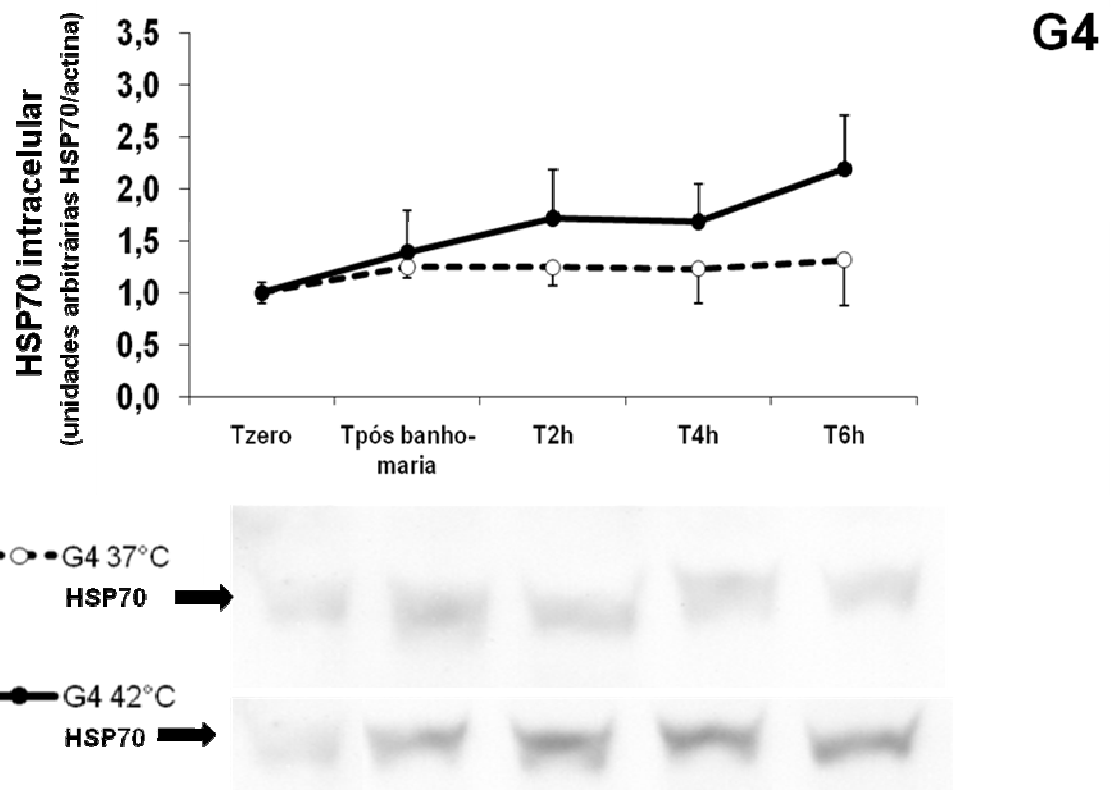 G4
HSP70 intracelular
(unidades arbitrárias HSP70/actina)
3,5
3,0
2,5
2,0
1,5
1,0
0,5
0,0
Tzero
Tpós banho-
maria
T2h
T4h
T6h
G4 37°C
HSP70
G4 42°C
HSP70